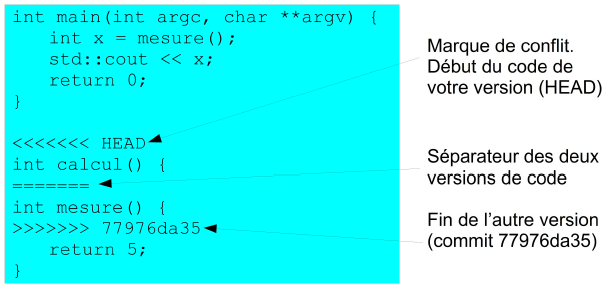 int main(int argc, char **argv) {
    int x = mesure();
    std::cout << x;
    return 0;
}
<<<<<<< HEAD
int calcul() {
=======
int mesure() {
>>>>>>> 77976da35
    return 5;
}
Marque de conflit.
Début du code de
votre version (HEAD)
Séparateur des deux
versions de code
Fin de l'autre version
(commit 77976da35)